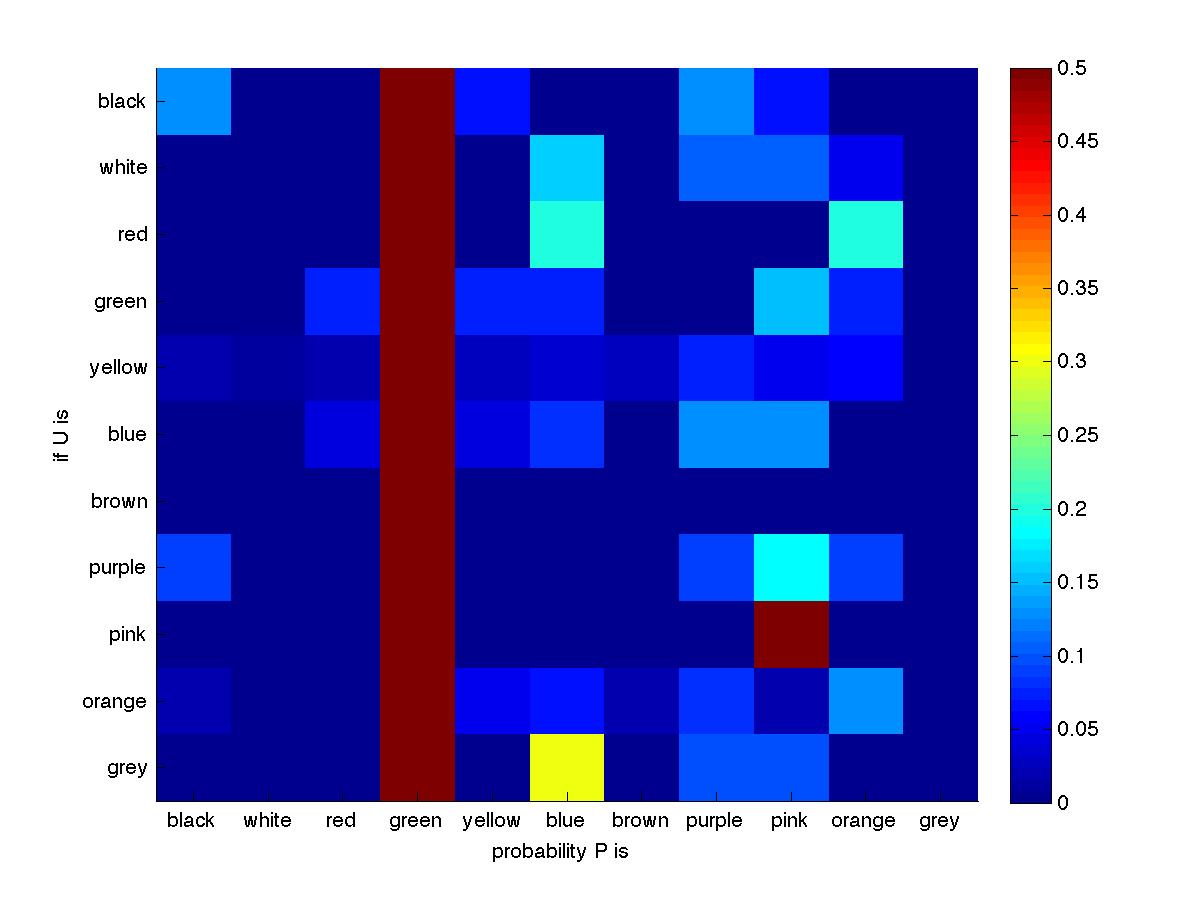 black
white
red
green
yellow
blue
brown
purple
pink
orange
grey
if U is
black white red green yellow blue brown purple pink orange grey
probability P is
0.5
0.45
0.4
0.35
0.3
0.25
0.2
0.15
0.1
0.05
0